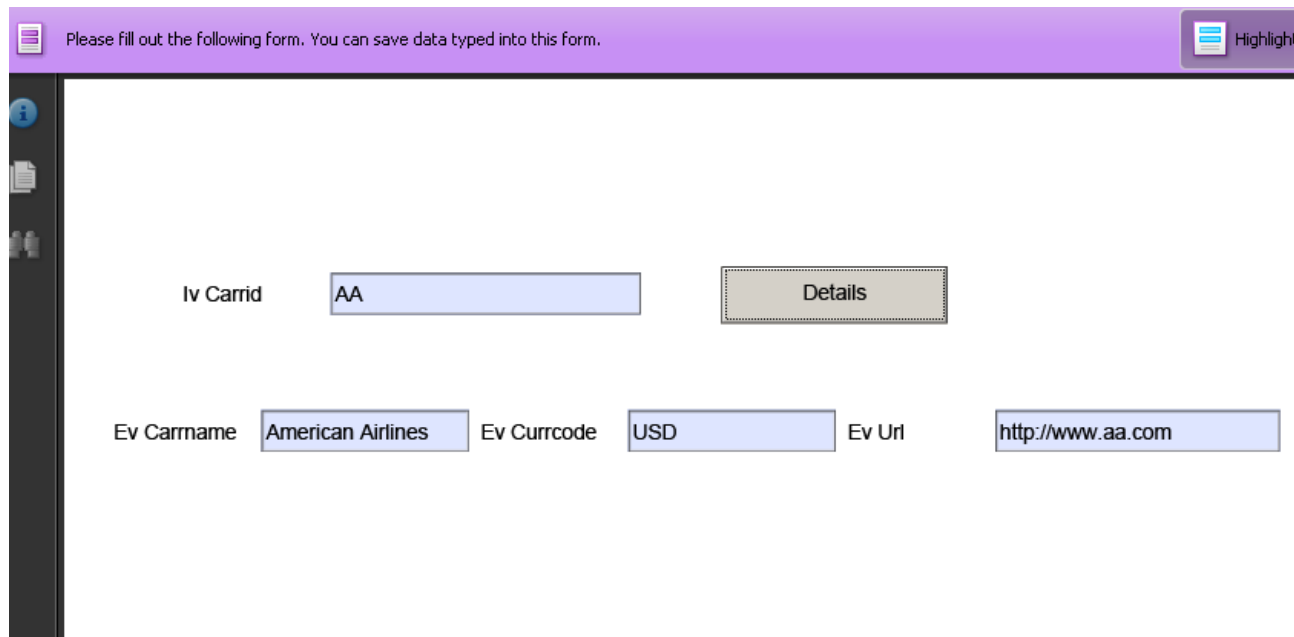 Please fill out the following form. You can save data typed into this form.
Highligh
Iv Carrid AA Details
Ev Carrname American Airlines Ev Currcode USD Ev Url http://www.aa.com